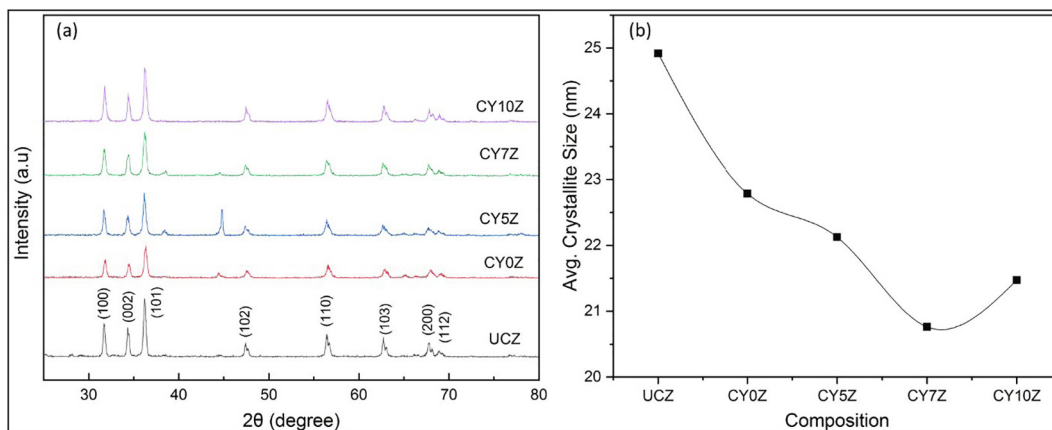 (a)
CY10Z
CY7Z
CY5Z
CY0Z
UCZ
(100)
(002)
(101)
(102)
(110)
(103)
(200)
(112)
Intensity (a.u)
30 40 50 60 70 80
2θ (degree)
(b)
25
24
23
22
21
20
Avg. Crystallite Size (nm)
UCZ CY0Z CY5Z CY7Z CY10Z
Composition